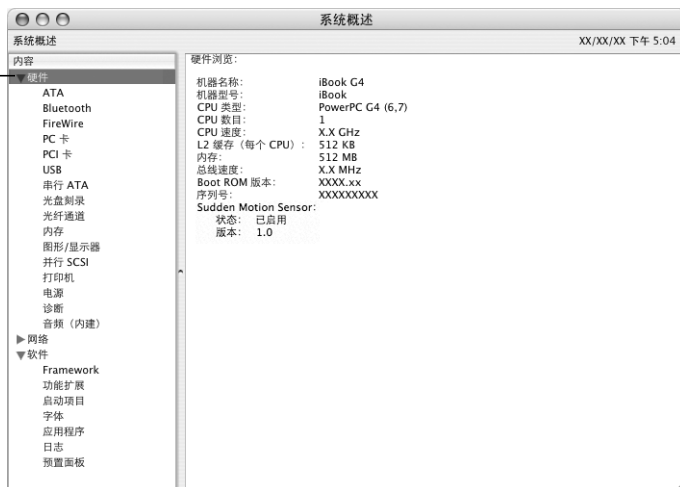 系统概述
系统概述
XX/XX/XX 下午 5:04
内容
硬件
ATA
Bluetooth
FireWire
PC 卡
PCI 卡
USB
串行 ATA
光盘刻录
光纤通道
内存
图形/显示器
并行 SCSI
打印机
电源
诊断
音频（内建）
网络
软件
Framework
功能扩展
启动项目
字体
应用程序
日志
预置面板
硬件浏览：
机器名称： iBook G4
机器型号： iBook
CPU 类型： PowerPC G4 (6,7)
CPU 数目： 1
CPU 速度： X.X GHz
L2 缓存（每个 CPU）： 512 KB
内存： 512 MB
总线速度： X.X MHz
Boot ROM 版本： XXXX.xx
序列号： XXXXXXXXX
Sudden Motion Sensor：
状态： 已启用
版本： 1.0